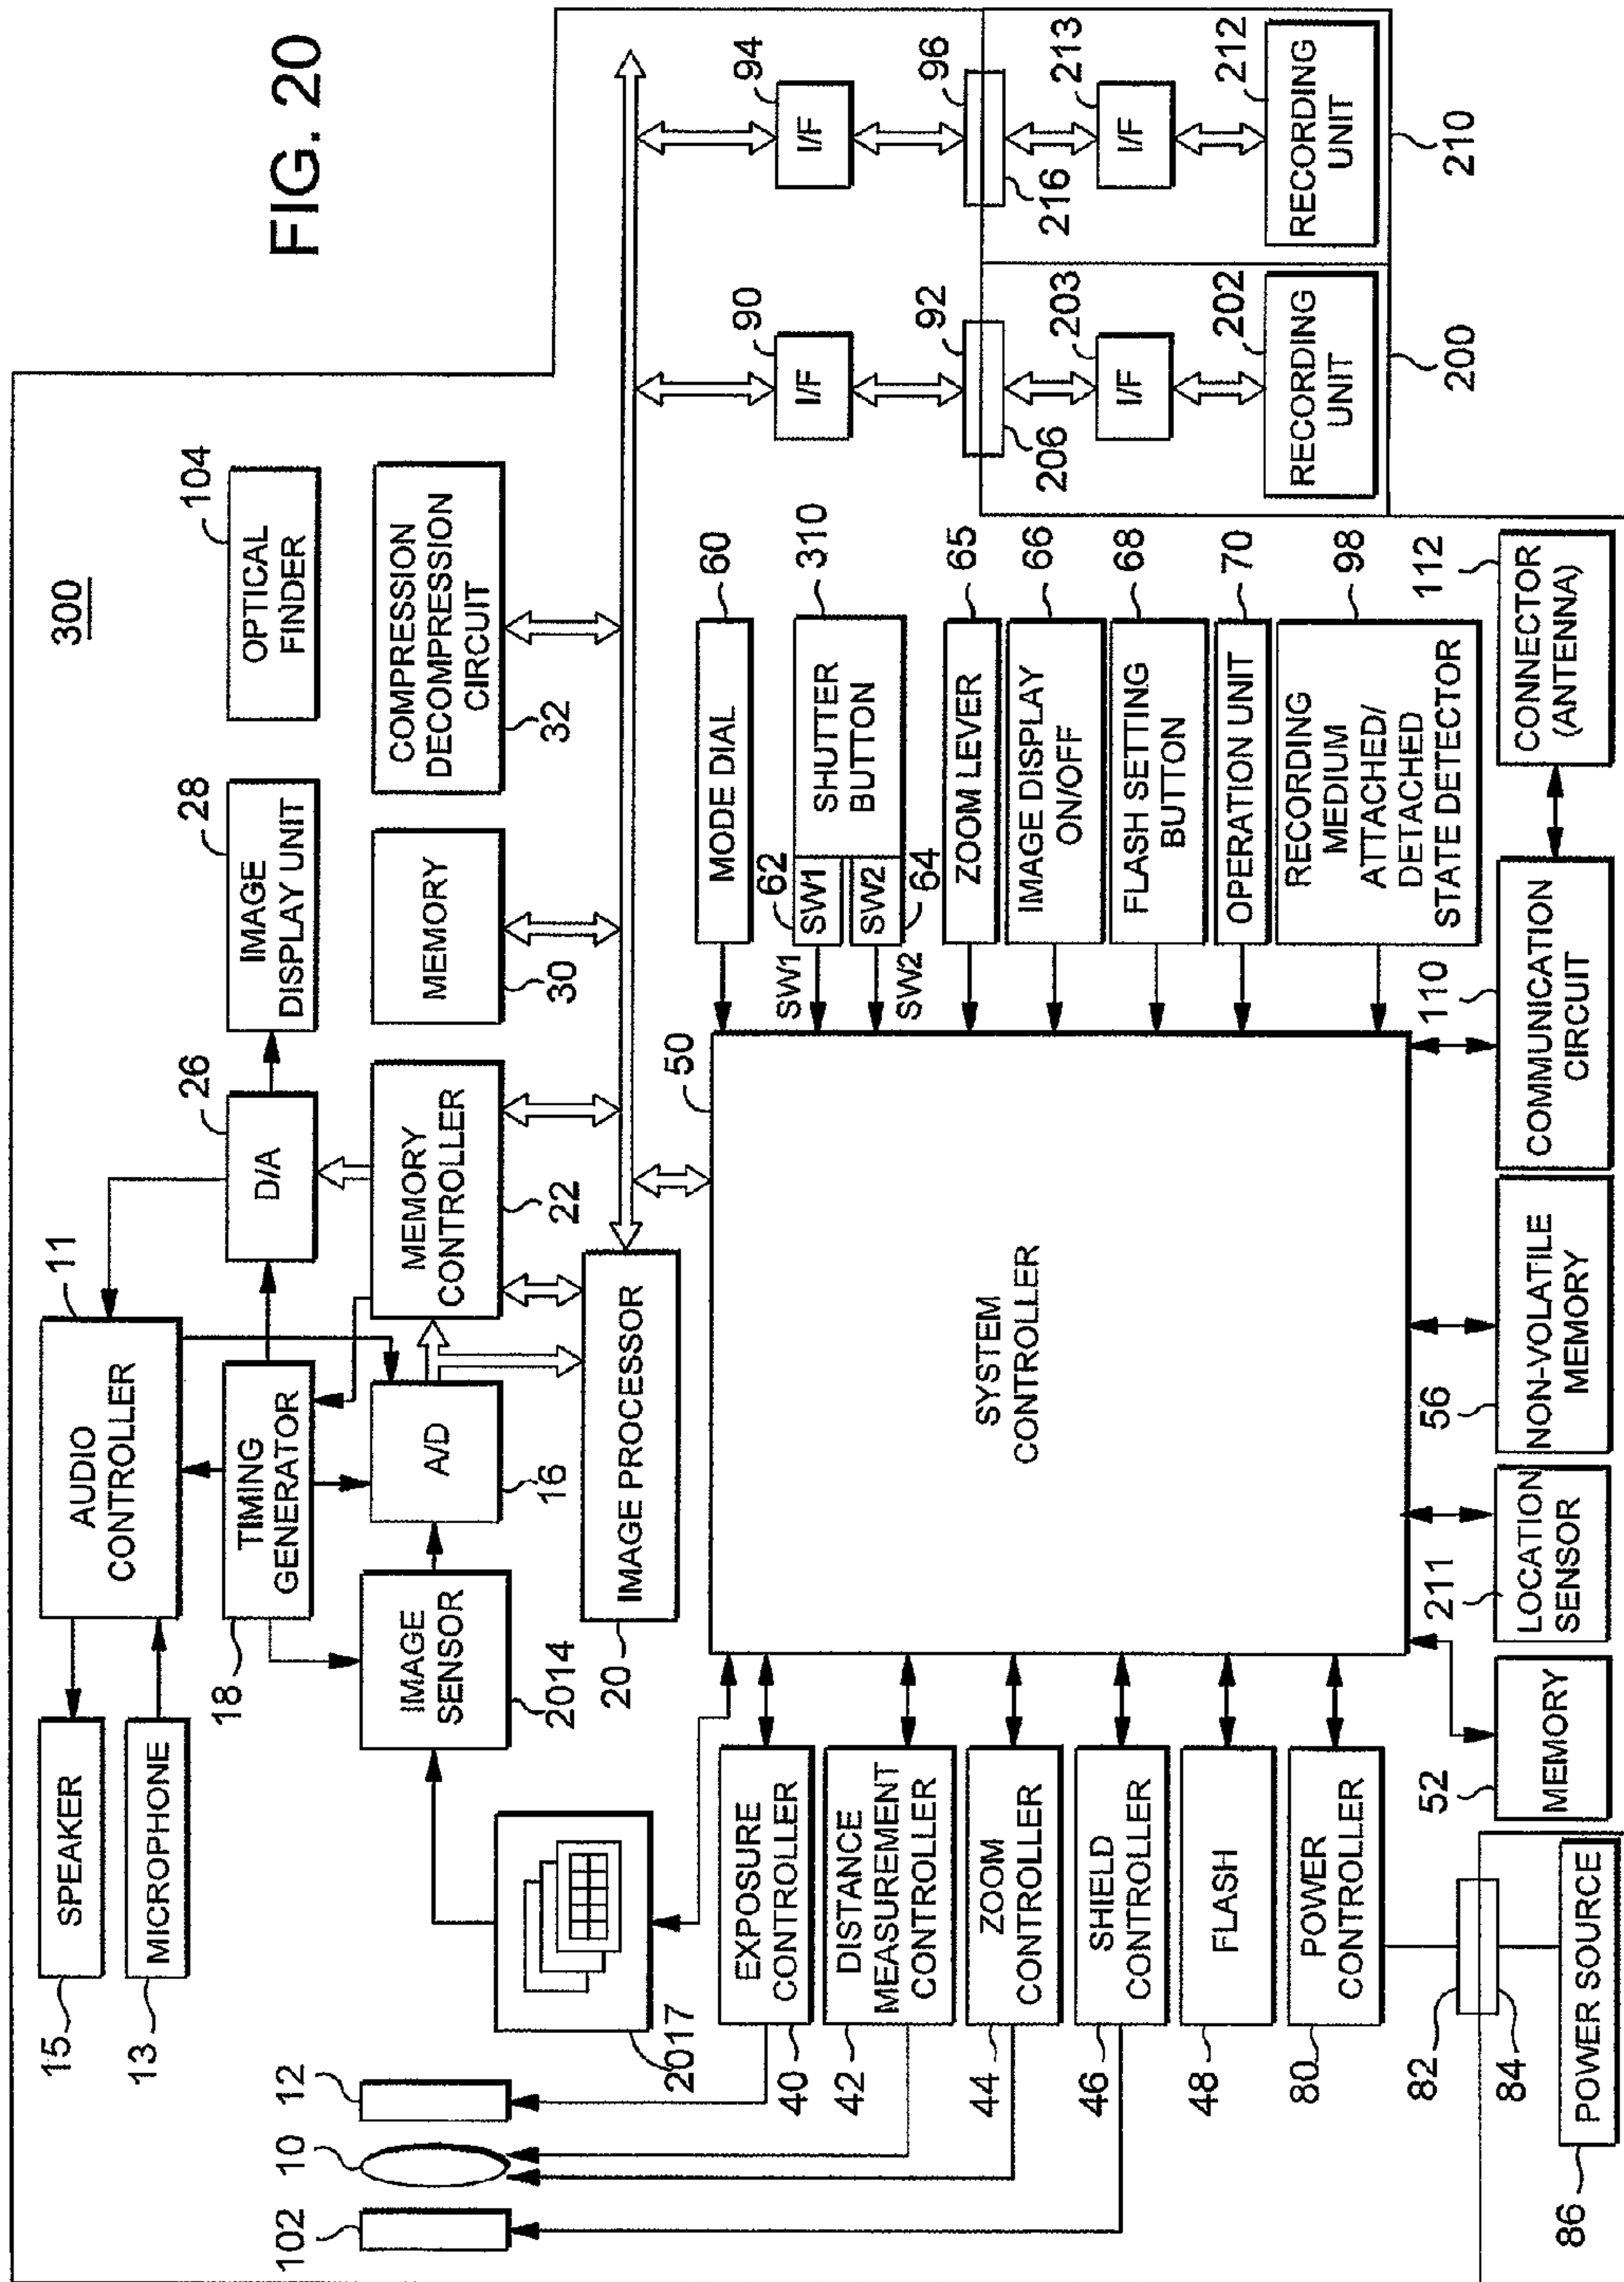 FIG. 20
300
SPEAKER
15
MICROPHONE
13
AUDIO
CONTROLLER
11
TIMING
GENERATOR
18
D/A
26
IMAGE
DISPLAY UNIT
28
OPTICAL
FINDER
104
102
10
12
2017
IMAGE
SENSOR
2014
A/D
16
MEMORY
CONTROLLER
22
MEMORY
30
COMPRESSION
DECOMPRESSION
CIRCUIT
32
IMAGE PROCESSOR
20
I/F
90
92
206
I/F
203
RECORDING
UNIT
202
200
I/F
94
96
216
I/F
213
RECORDING
UNIT
212
210
EXPOSURE
CONTROLLER
40
DISTANCE
MEASUREMENT
CONTROLLER
42
ZOOM
CONTROLLER
44
SHIELD
CONTROLLER
46
FLASH
48
POWER
CONTROLLER
80
82
84
POWER SOURCE
86
SYSTEM
CONTROLLER
50
MODE DIAL
60
SW1
62
SW1
SHUTTER
BUTTON
310
SW2
SW2
64
ZOOM LEVER
65
IMAGE DISPLAY
ON/OFF
66
FLASH SETTING
BUTTON
68
OPERATION UNIT
70
RECORDING
MEDIUM
ATTACHED/
DETACHED
STATE DETECTOR
98
MEMORY
52
LOCATION
SENSOR
211
NON-VOLATILE
MEMORY
56
COMMUNICATION
CIRCUIT
110
CONNECTOR
(ANTENNA)
112